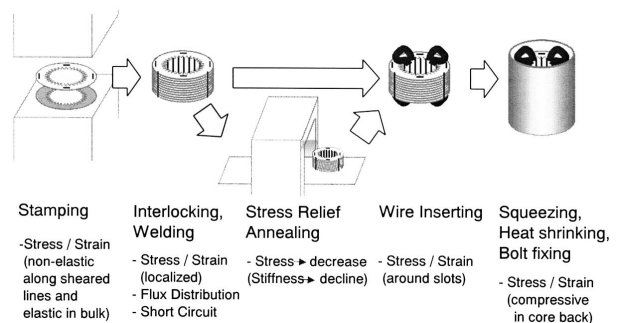 Stamping
-Stress / Strain
(non-elastic
along sheared
lines and
elastic in bulk)
Interlocking,
Welding
- Stress / Strain
(localized)
- Flux Distribution
- Short Circuit
Stress Relief
Annealing
- Stress→ decrease
(Stiffness→ decline)
Wire Inserting
- Stress / Strain
(around slots)
Squeezing,
Heat shrinking,
Bolt fixing
- Stress / Strain
(compressive
in core back)